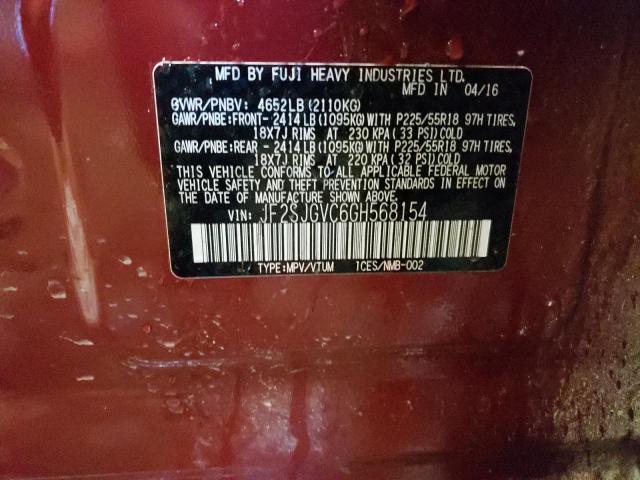 MFD BY FUJI HEAVY INDUSTRIES LTD.
MFD IN 04/16
GVWR/PNBV: 4652LB(2110KG)
GAWR/PNBE:FRONT- 2414LB(1095KG)WITH P225/55R18 97H TIRES,
18X7J RIMS AT 230 KPA(33 PSI)COLD
GAWR/PNBE:REAR - 2414LB(1095KG)WITH P225/55R18 97H TIRES,
18X7J RIMS AT 220 KPA(32 PSI)COLD
THIS VEHICLE CONFORMS TO ALL APPLICABLE FEDERAL MOTOR
VEHICLE SAFETY AND THEFT PREVENTION STANDARDS IN EFFECT ON
THE DATE OF MANUFACTURE SHOWN ABOVE.
VIN: JF2SJGVC6GH568154
TYPE:MPV/VTUM ICES/NMB-002